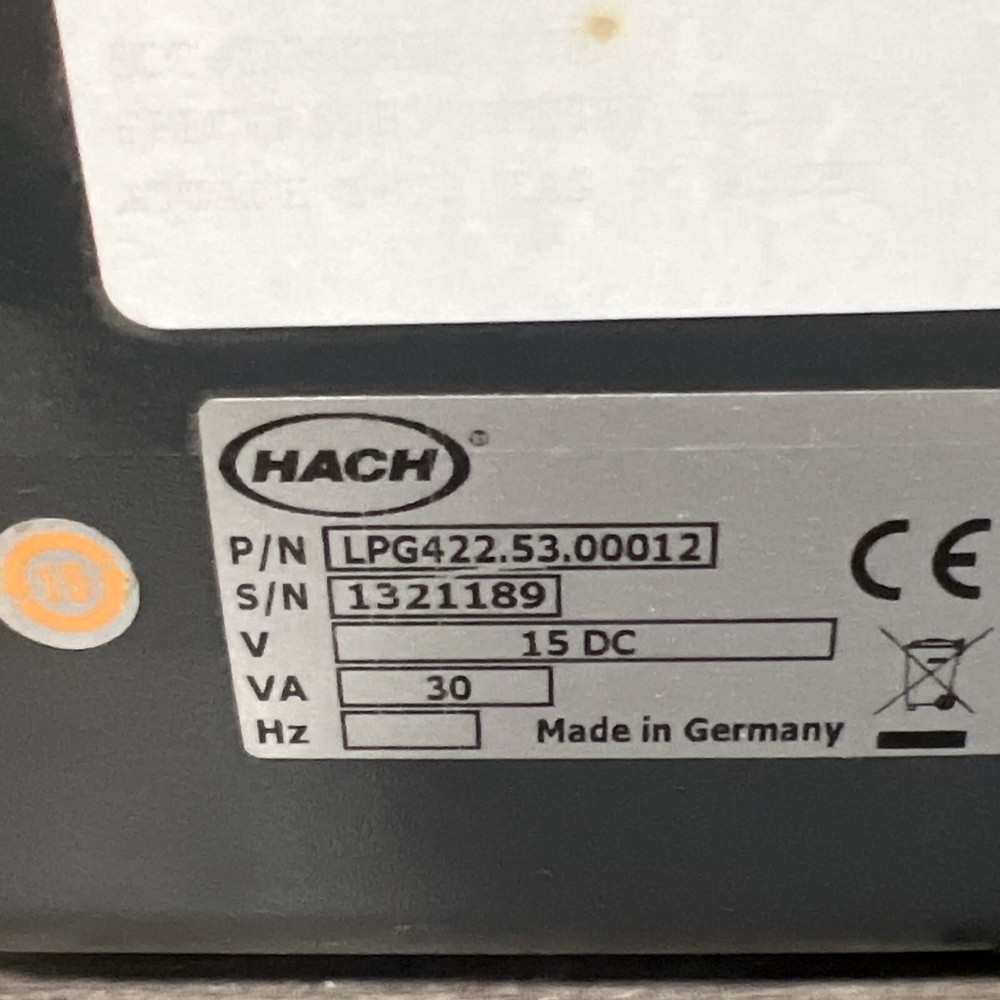 HACH®
P/N LPG422.53.00012
S/N 1321189
V 15 DC
VA 30
Hz
Made in Germany
CE